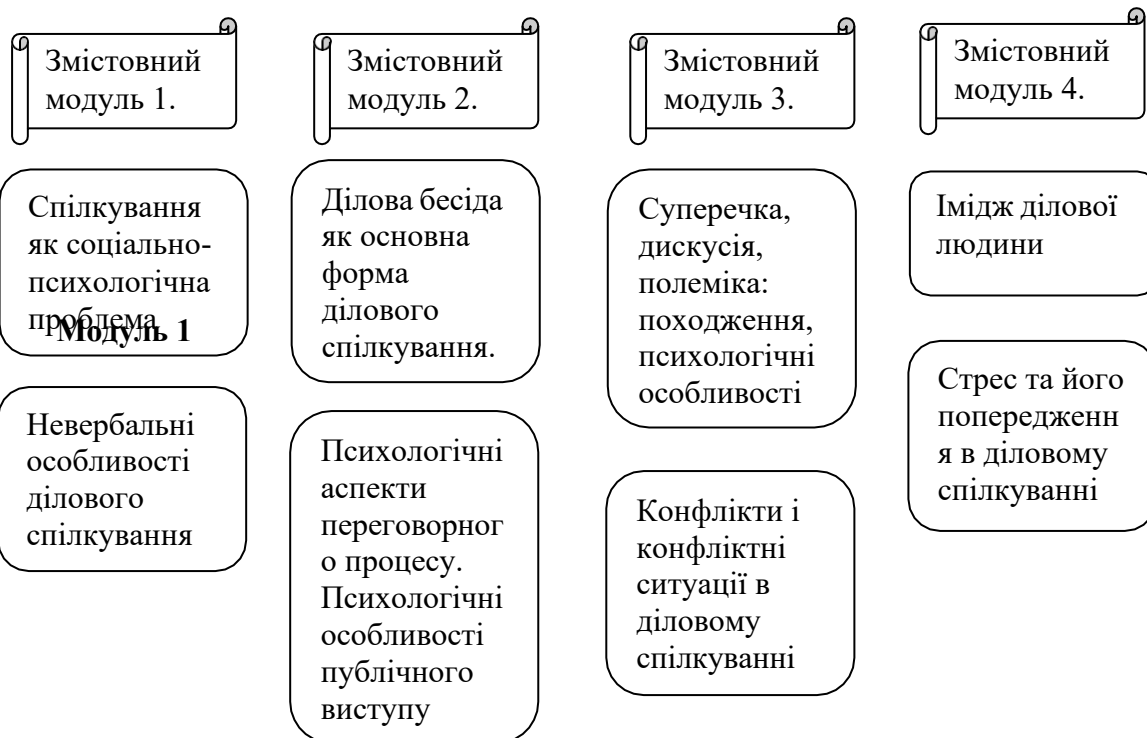 Змістовний
модуль 1.
Змістовний
модуль 2.
Змістовний
модуль 3.
Змістовний
модуль 4.
Спілкування
як соціально-
психологічна
проблема
Модуль 1
Невербальні
особливості
ділового
спілкування
Ділова бесіда
як основна
форма
ділового
спілкування.
Психологічні
аспекти
переговорног
о процесу.
Психологічні
особливості
публічного
виступу
Суперечка,
дискусія,
полеміка:
походження,
психологічні
особливості
Конфлікти і
конфліктні
ситуації в
діловому
спілкуванні
Імідж ділової
людини
Стрес та його
попередженн
я в діловому
спілкуванні